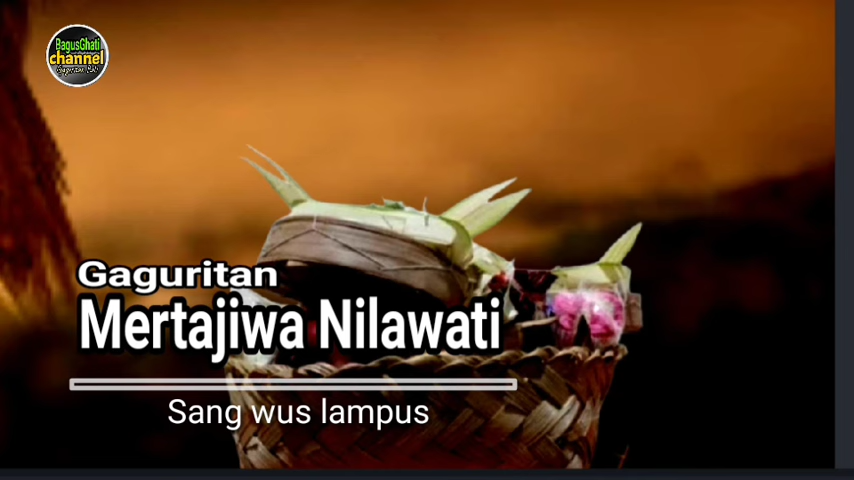 BagusGhati
channel
Gaguritan
Mertajiwa Nilawati
Sang wus lampus